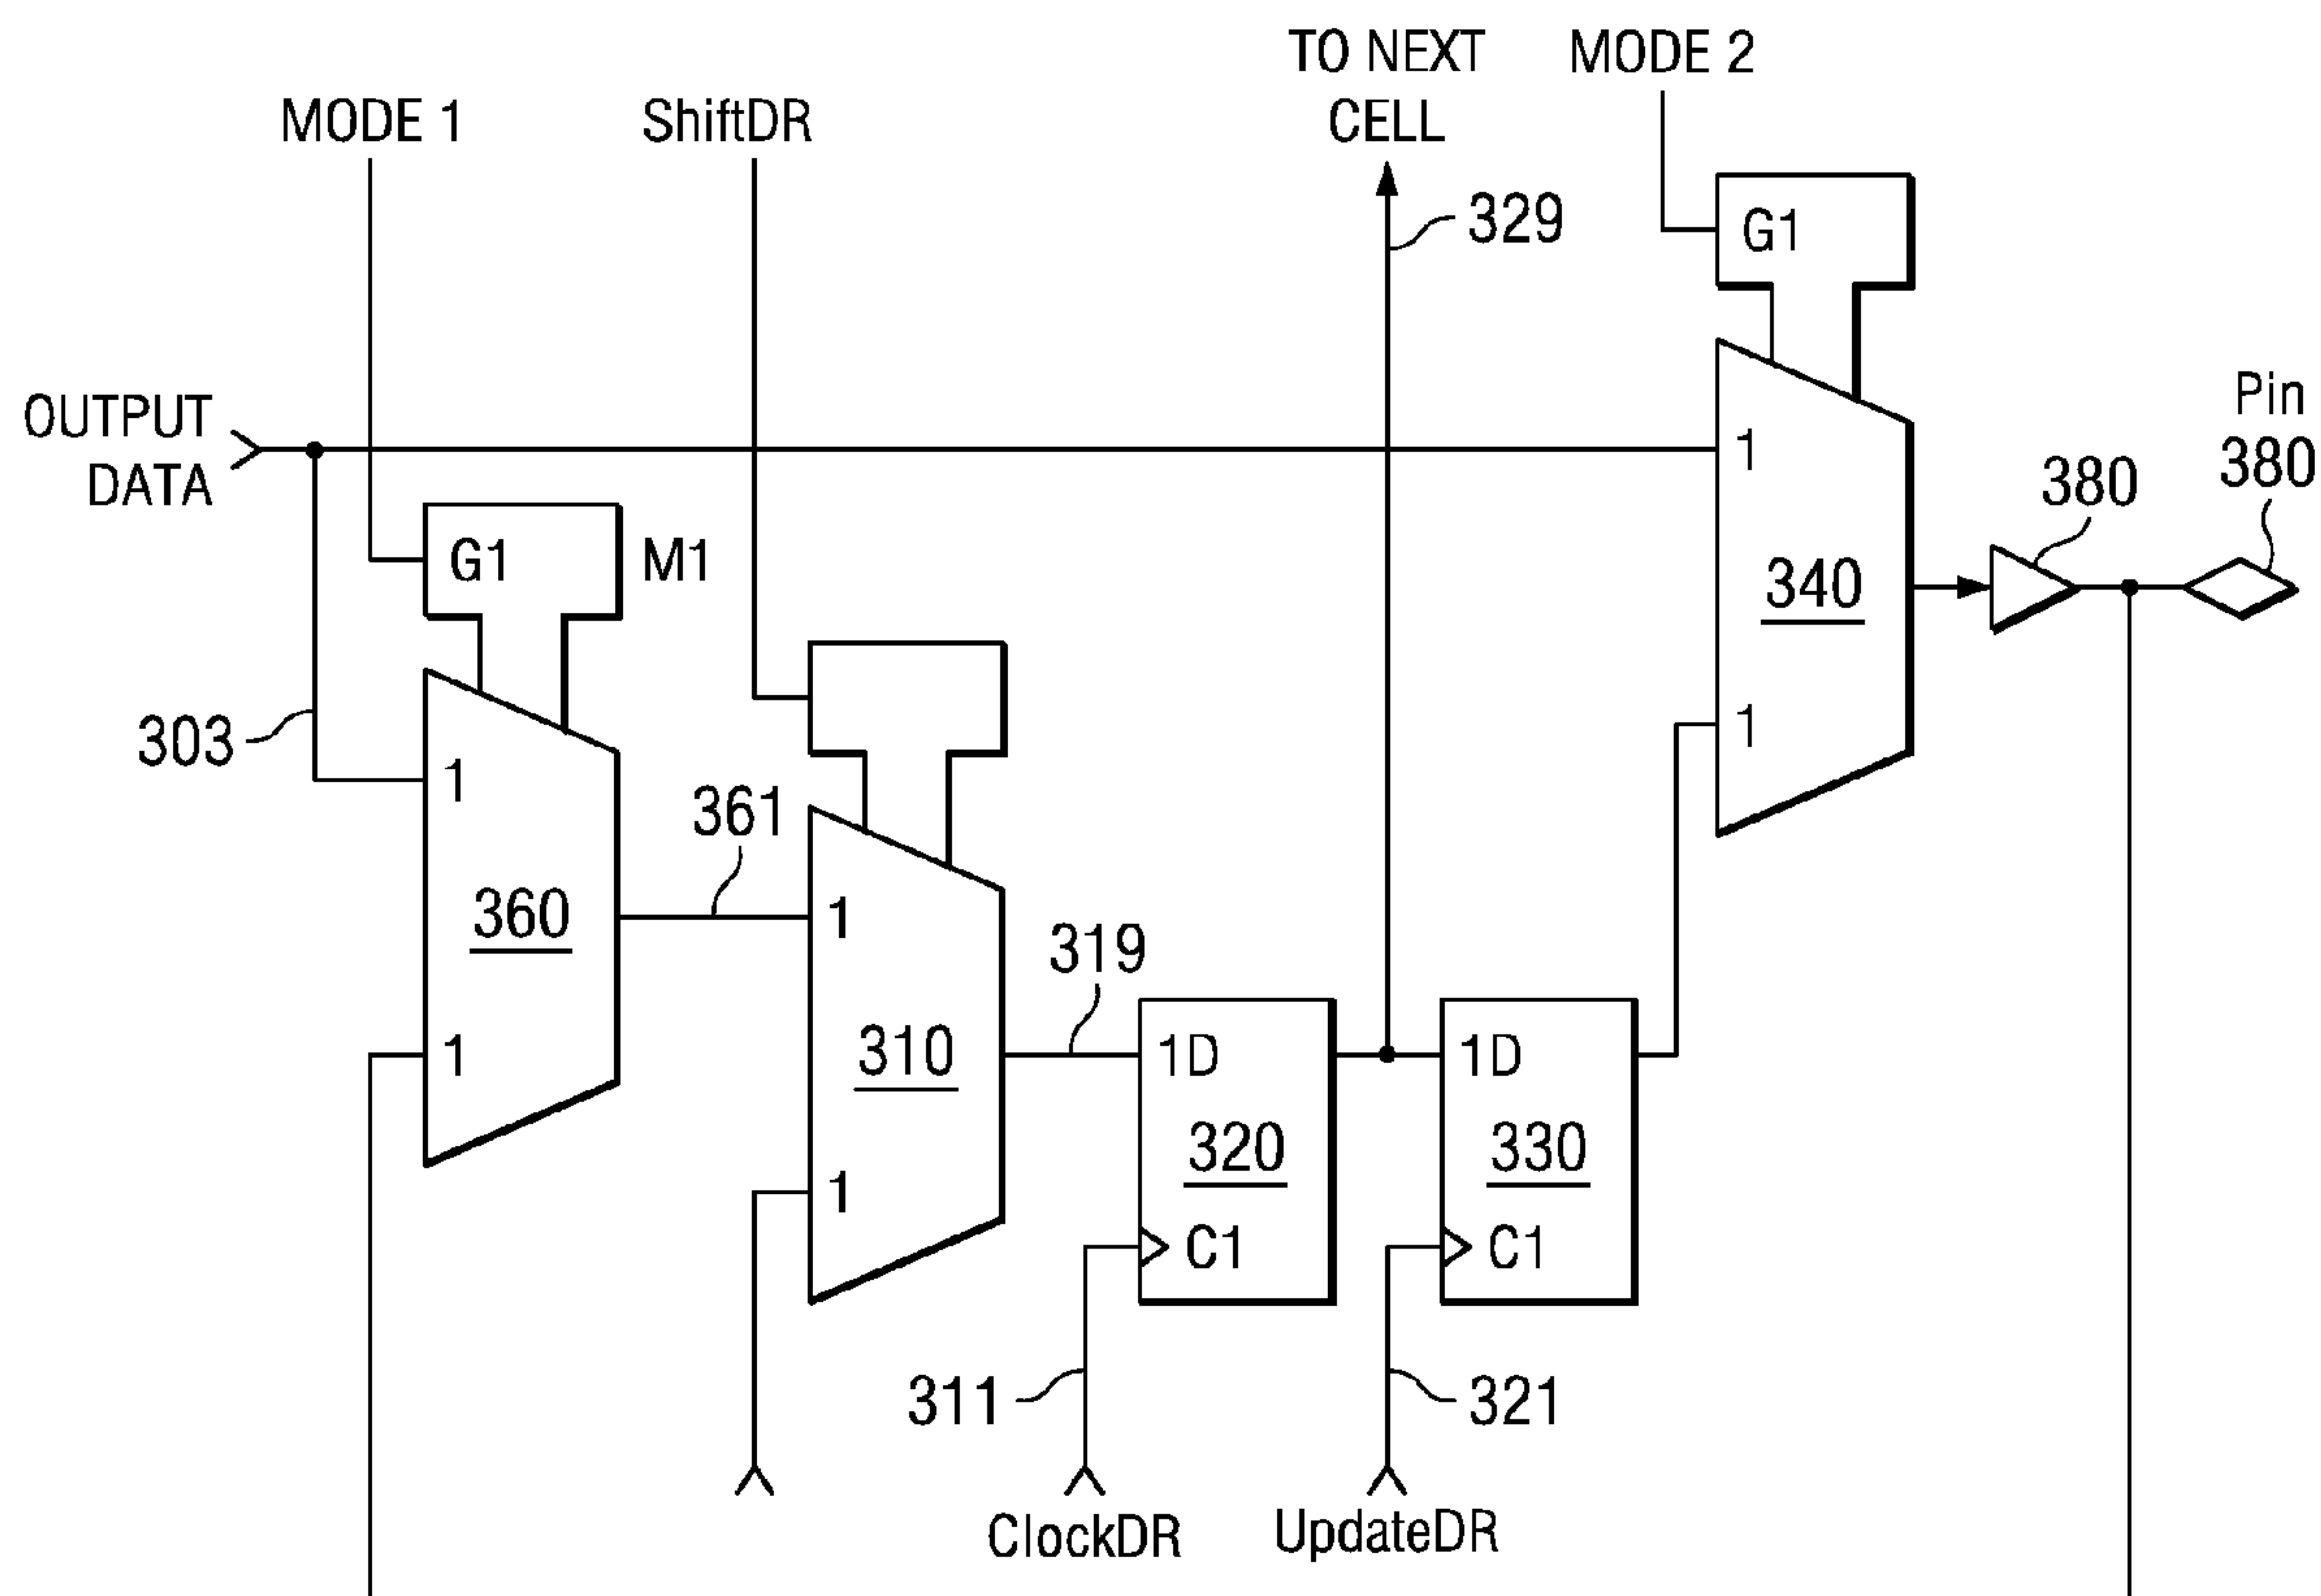 TO NEXT
CELL
MODE 2
MODE 1
ShiftDR
329
G1
OUTPUT
DATA
1
Pin
380
380
G1
M1
340
303
1
1
361
360
1
319
1
310
1D
1D
320
330
1
C1
C1
311
321
ClockDR
UpdateDR